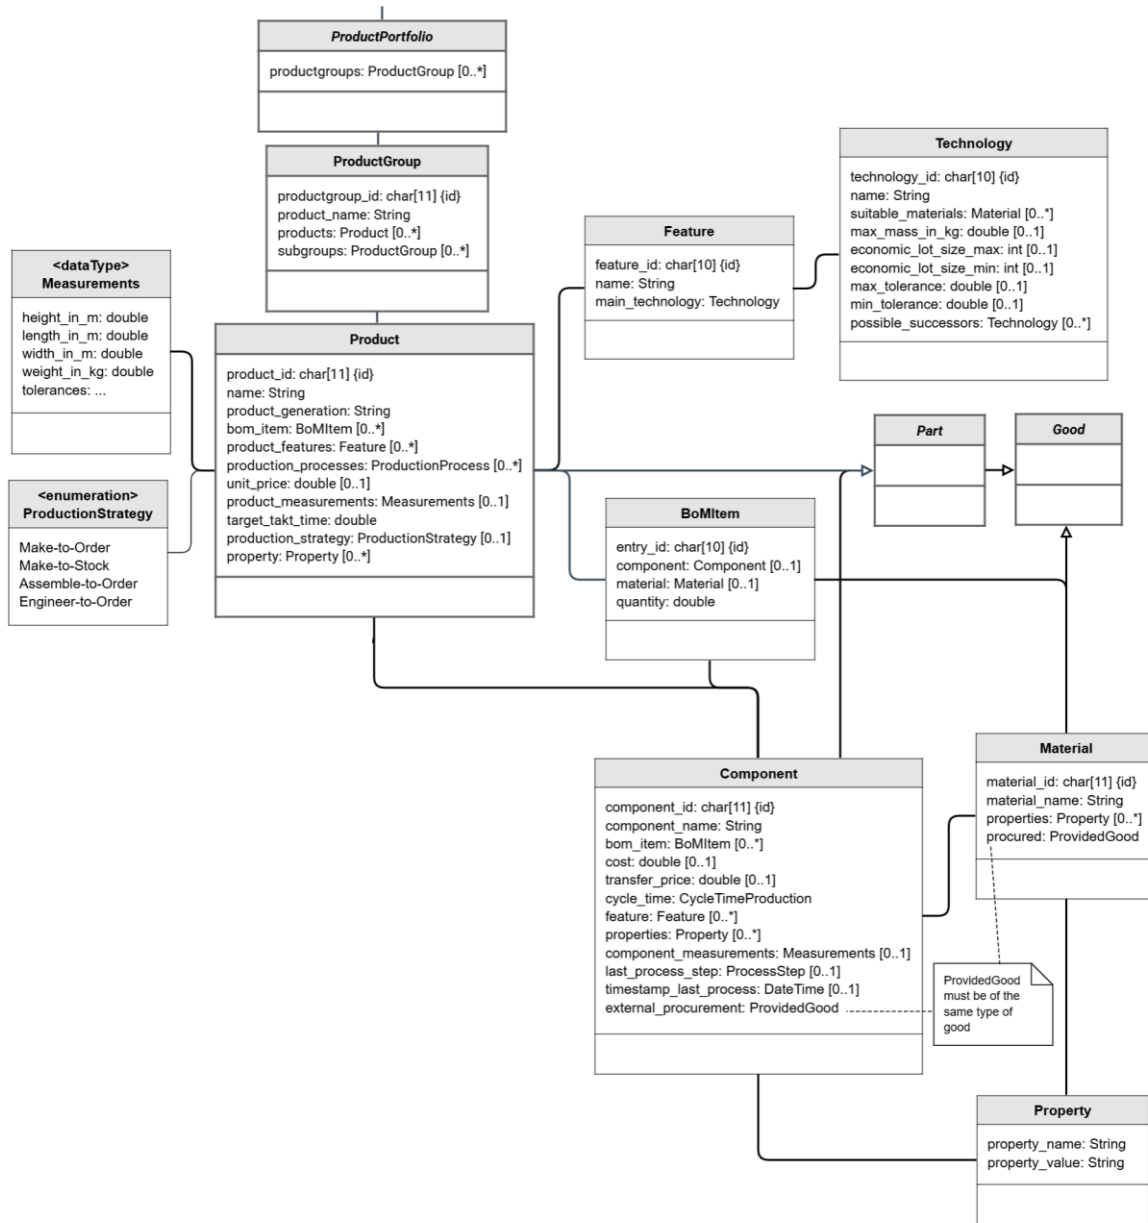 ProductPortfolio
productgroups: ProductGroup [0..*]
ProductGroup
productgroup_id: char[11] {id}
product_name: String
products: Product [0..*]
subgroups: ProductGroup [0..*]
<dataType>
Measurements
height_in_m: double
length_in_m: double
width_in_m: double
weight_in_kg: double
tolerances: ...
<enumeration>
ProductionStrategy
Make-to-Order
Make-to-Stock
Assemble-to-Order
Engineer-to-Order
Product
product_id: char[11] {id}
name: String
product_generation: String
bom_item: BoMItem [0..*]
product_features: Feature [0..*]
production_processes: ProductionProcess [0..*]
unit_price: double [0..1]
product_measurements: Measurements [0..1]
target_takt_time: double
production_strategy: ProductionStrategy [0..1]
property: Property [0..*]
Feature
feature_id: char[10] {id}
name: String
main_technology: Technology
Technology
technology_id: char[10] {id}
name: String
suitable_materials: Material [0..*]
max_mass_in_kg: double [0..1]
economic_lot_size_max: int [0..1]
economic_lot_size_min: int [0..1]
max_tolerance: double [0..1]
min_tolerance: double [0..1]
possible_successors: Technology [0..*]
Part
Good
BoMItem
entry_id: char[10] {id}
component: Component [0..1]
material: Material [0..1]
quantity: double
Component
component_id: char[11] {id}
component_name: String
bom_item: BoMItem [0..*]
cost: double [0..1]
transfer_price: double [0..1]
cycle_time: CycleTimeProduction
feature: Feature [0..*]
properties: Property [0..*]
component_measurements: Measurements [0..1]
last_process_step: ProcessStep [0..1]
timestamp_last_process: DateTime [0..1]
external_procurement: ProvidedGood
Material
material_id: char[11] {id}
material_name: String
properties: Property [0..*]
procured: ProvidedGood
ProvidedGood
must be of the
same type of
good
Property
property_name: String
property_value: String